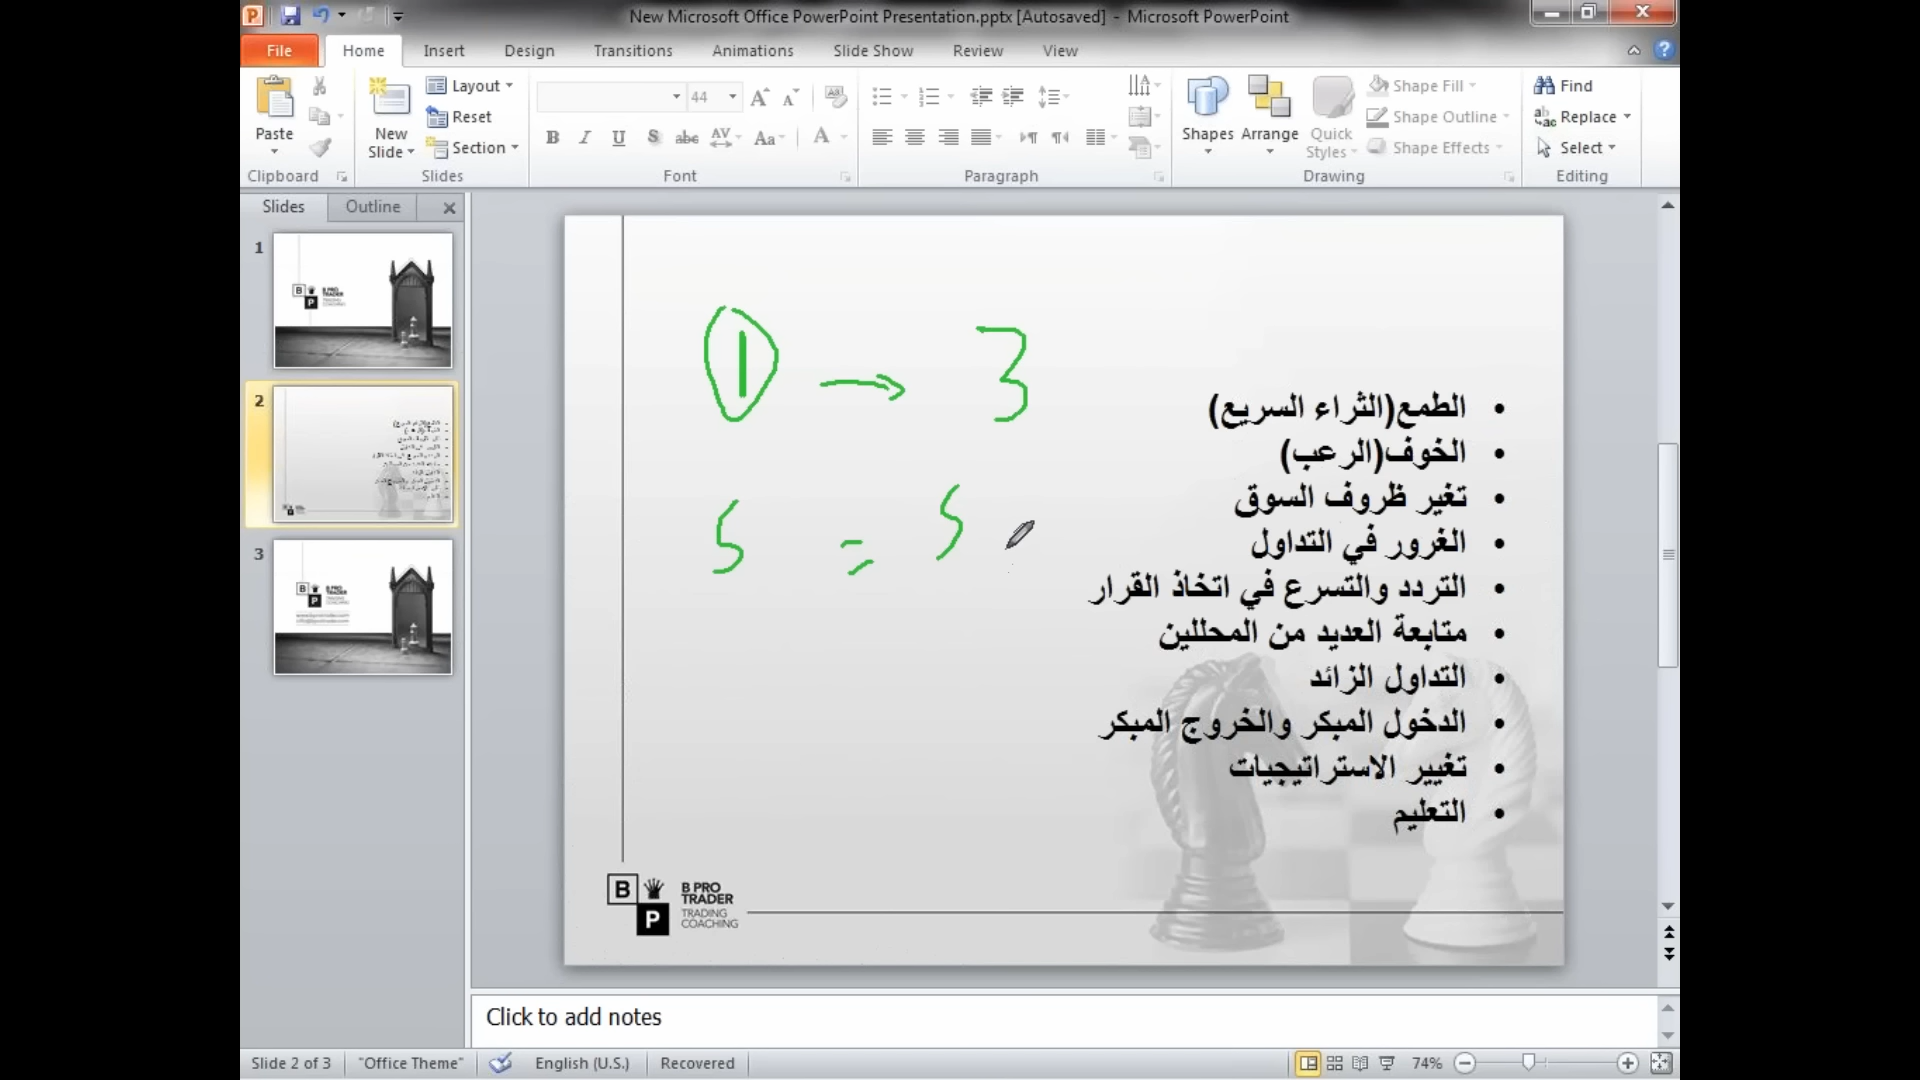 New Microsoft Office PowerPoint Presentation.pptx [Autosaved] - Microsoft PowerPoint
File Home Insert Design Transitions Animations Slide Show Review View
Paste
Clipboard
New Slide
Layout
Reset
Section
Slides
44
Font
Paragraph
Shapes
Arrange
Quick Styles
Shape Fill
Shape Outline
Shape Effects
Drawing
Find
Replace
Select
Editing
Slides Outline
1
2
3
1 → 3
5 = 5
• الطمع(الثراء السريع)
• الخوف(الرعب)
• تغير ظروف السوق
• الغرور في التداول
• التردد والتسرع في اتخاذ القرار
• متابعة العديد من المحللين
• التداول الزائد
• الدخول المبكر والخروج المبكر
• تغيير الاستراتيجيات
• التعليم
B P
B PRO
TRADER
TRADING
COACHING
Click to add notes
Slide 2 of 3 "Office Theme" English (U.S.) Recovered 74%